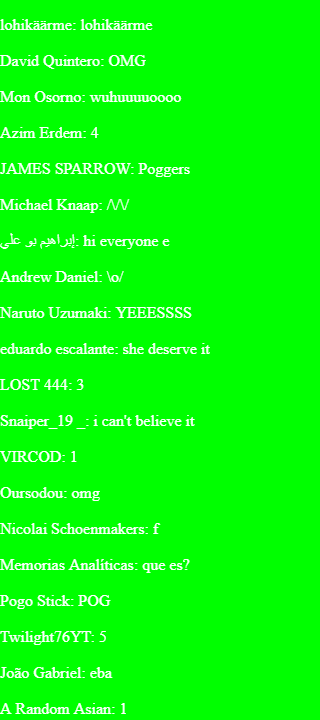 lohikäärme: lohikäärme
David Quintero: OMG
Mon Osorno: wuhuuuuoooo
Azim Erdem: 4
JAMES SPARROW: Poggers
Michael Knaap: /\/\/
إبراهيم بو علي: hi everyone e
Andrew Daniel: \o/
Naruto Uzumaki: YEEESSSS
eduardo escalante: she deserve it
LOST 444: 3
Snaiper_19 _: i can't believe it
VIRCOD: 1
Oursodou: omg
Nicolai Schoenmakers: f
Memorias Analíticas: que es?
Pogo Stick: POG
Twilight76YT: 5
João Gabriel: eba
A Random Asian: 1